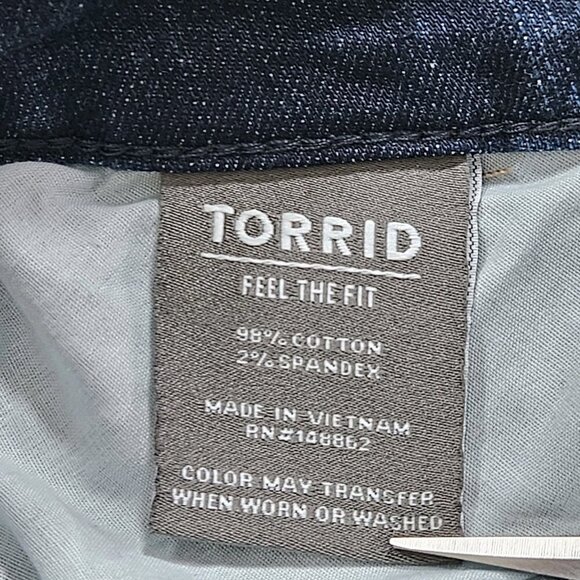 TORRID
FEEL THE FIT
98% COTTON
2% SPANDEX
MADE IN VIETNAM
RN#148862
COLOR MAY TRANSFER
WHEN WORN OR WASHED